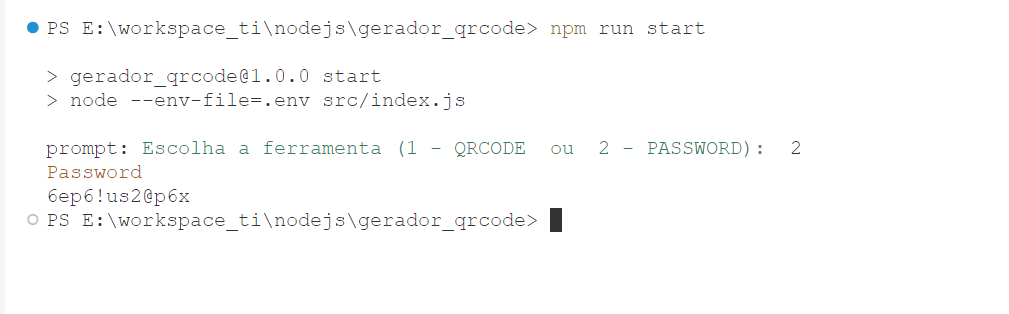 PS E:\workspace_ti\nodejs\gerador_qrcode> npm run start
> gerador_qrcode@1.0.0 start
> node --env-file=.env src/index.js
prompt: Escolha a ferramenta (1 - QRCODE  ou  2 - PASSWORD):  2
Password
6ep6!us2@p6x
PS E:\workspace_ti\nodejs\gerador_qrcode>